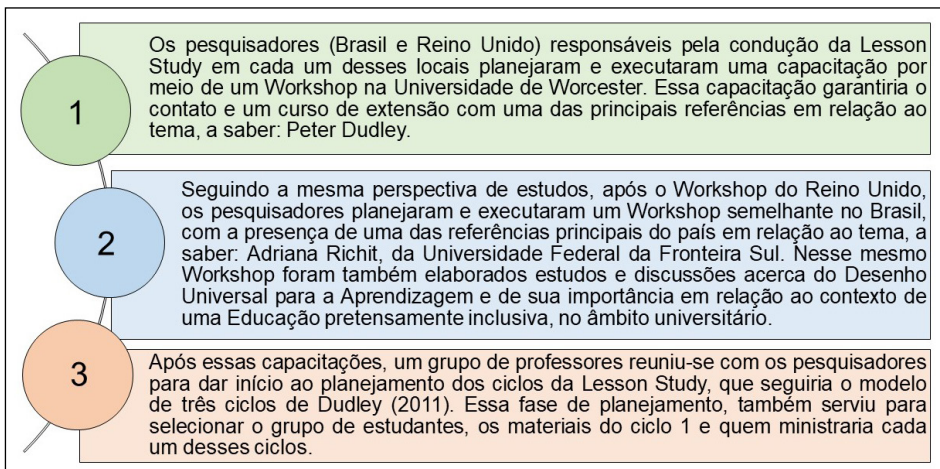 1
Os pesquisadores (Brasil e Reino Unido) responsáveis pela condução da Lesson
Study em cada um desses locais planejaram e executaram uma capacitação por
meio de um Workshop na Universidade de Worcester. Essa capacitação garantiria o
contato e um curso de extensão com uma das principais referências em relação ao
tema, a saber: Peter Dudley.
2
Seguindo a mesma perspectiva de estudos, após o Workshop do Reino Unido,
os pesquisadores planejaram e executaram um Workshop semelhante no Brasil,
com a presença de uma das referências principais do país em relação ao tema, a
saber: Adriana Richit, da Universidade Federal da Fronteira Sul. Nesse mesmo
Workshop foram também elaborados estudos e discussões acerca do Desenho
Universal para a Aprendizagem e de sua importância em relação ao contexto de
uma Educação pretensamente inclusiva, no âmbito universitário.
3
Após essas capacitações, um grupo de professores reuniu-se com os pesquisadores
para dar início ao planejamento dos ciclos da Lesson Study, que seguiria o modelo
de três ciclos de Dudley (2011). Essa fase de planejamento, também serviu para
selecionar o grupo de estudantes, os materiais do ciclo 1 e quem ministraria cada
um desses ciclos.